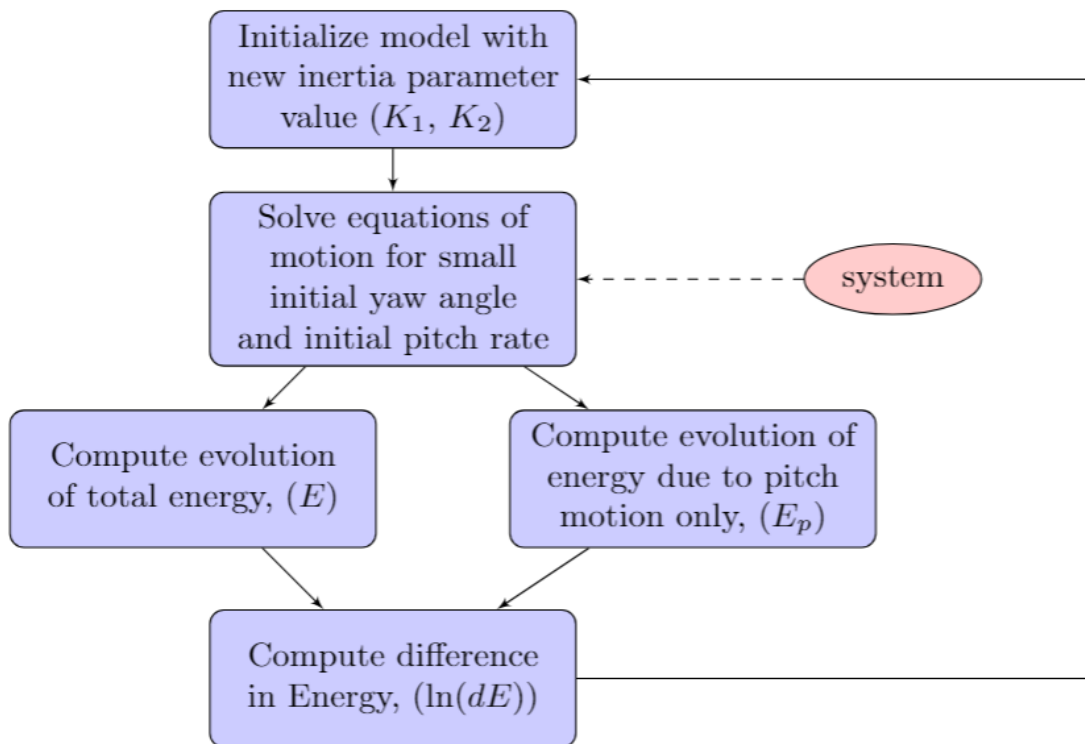 Initialize model with
new inertia parameter
value (K₁, K₂)
Solve equations of
motion for small
initial yaw angle
and initial pitch rate
system
Compute evolution
of total energy, (E)
Compute evolution of
energy due to pitch
motion only, (Eₚ)
Compute difference
in Energy, (ln(dE))